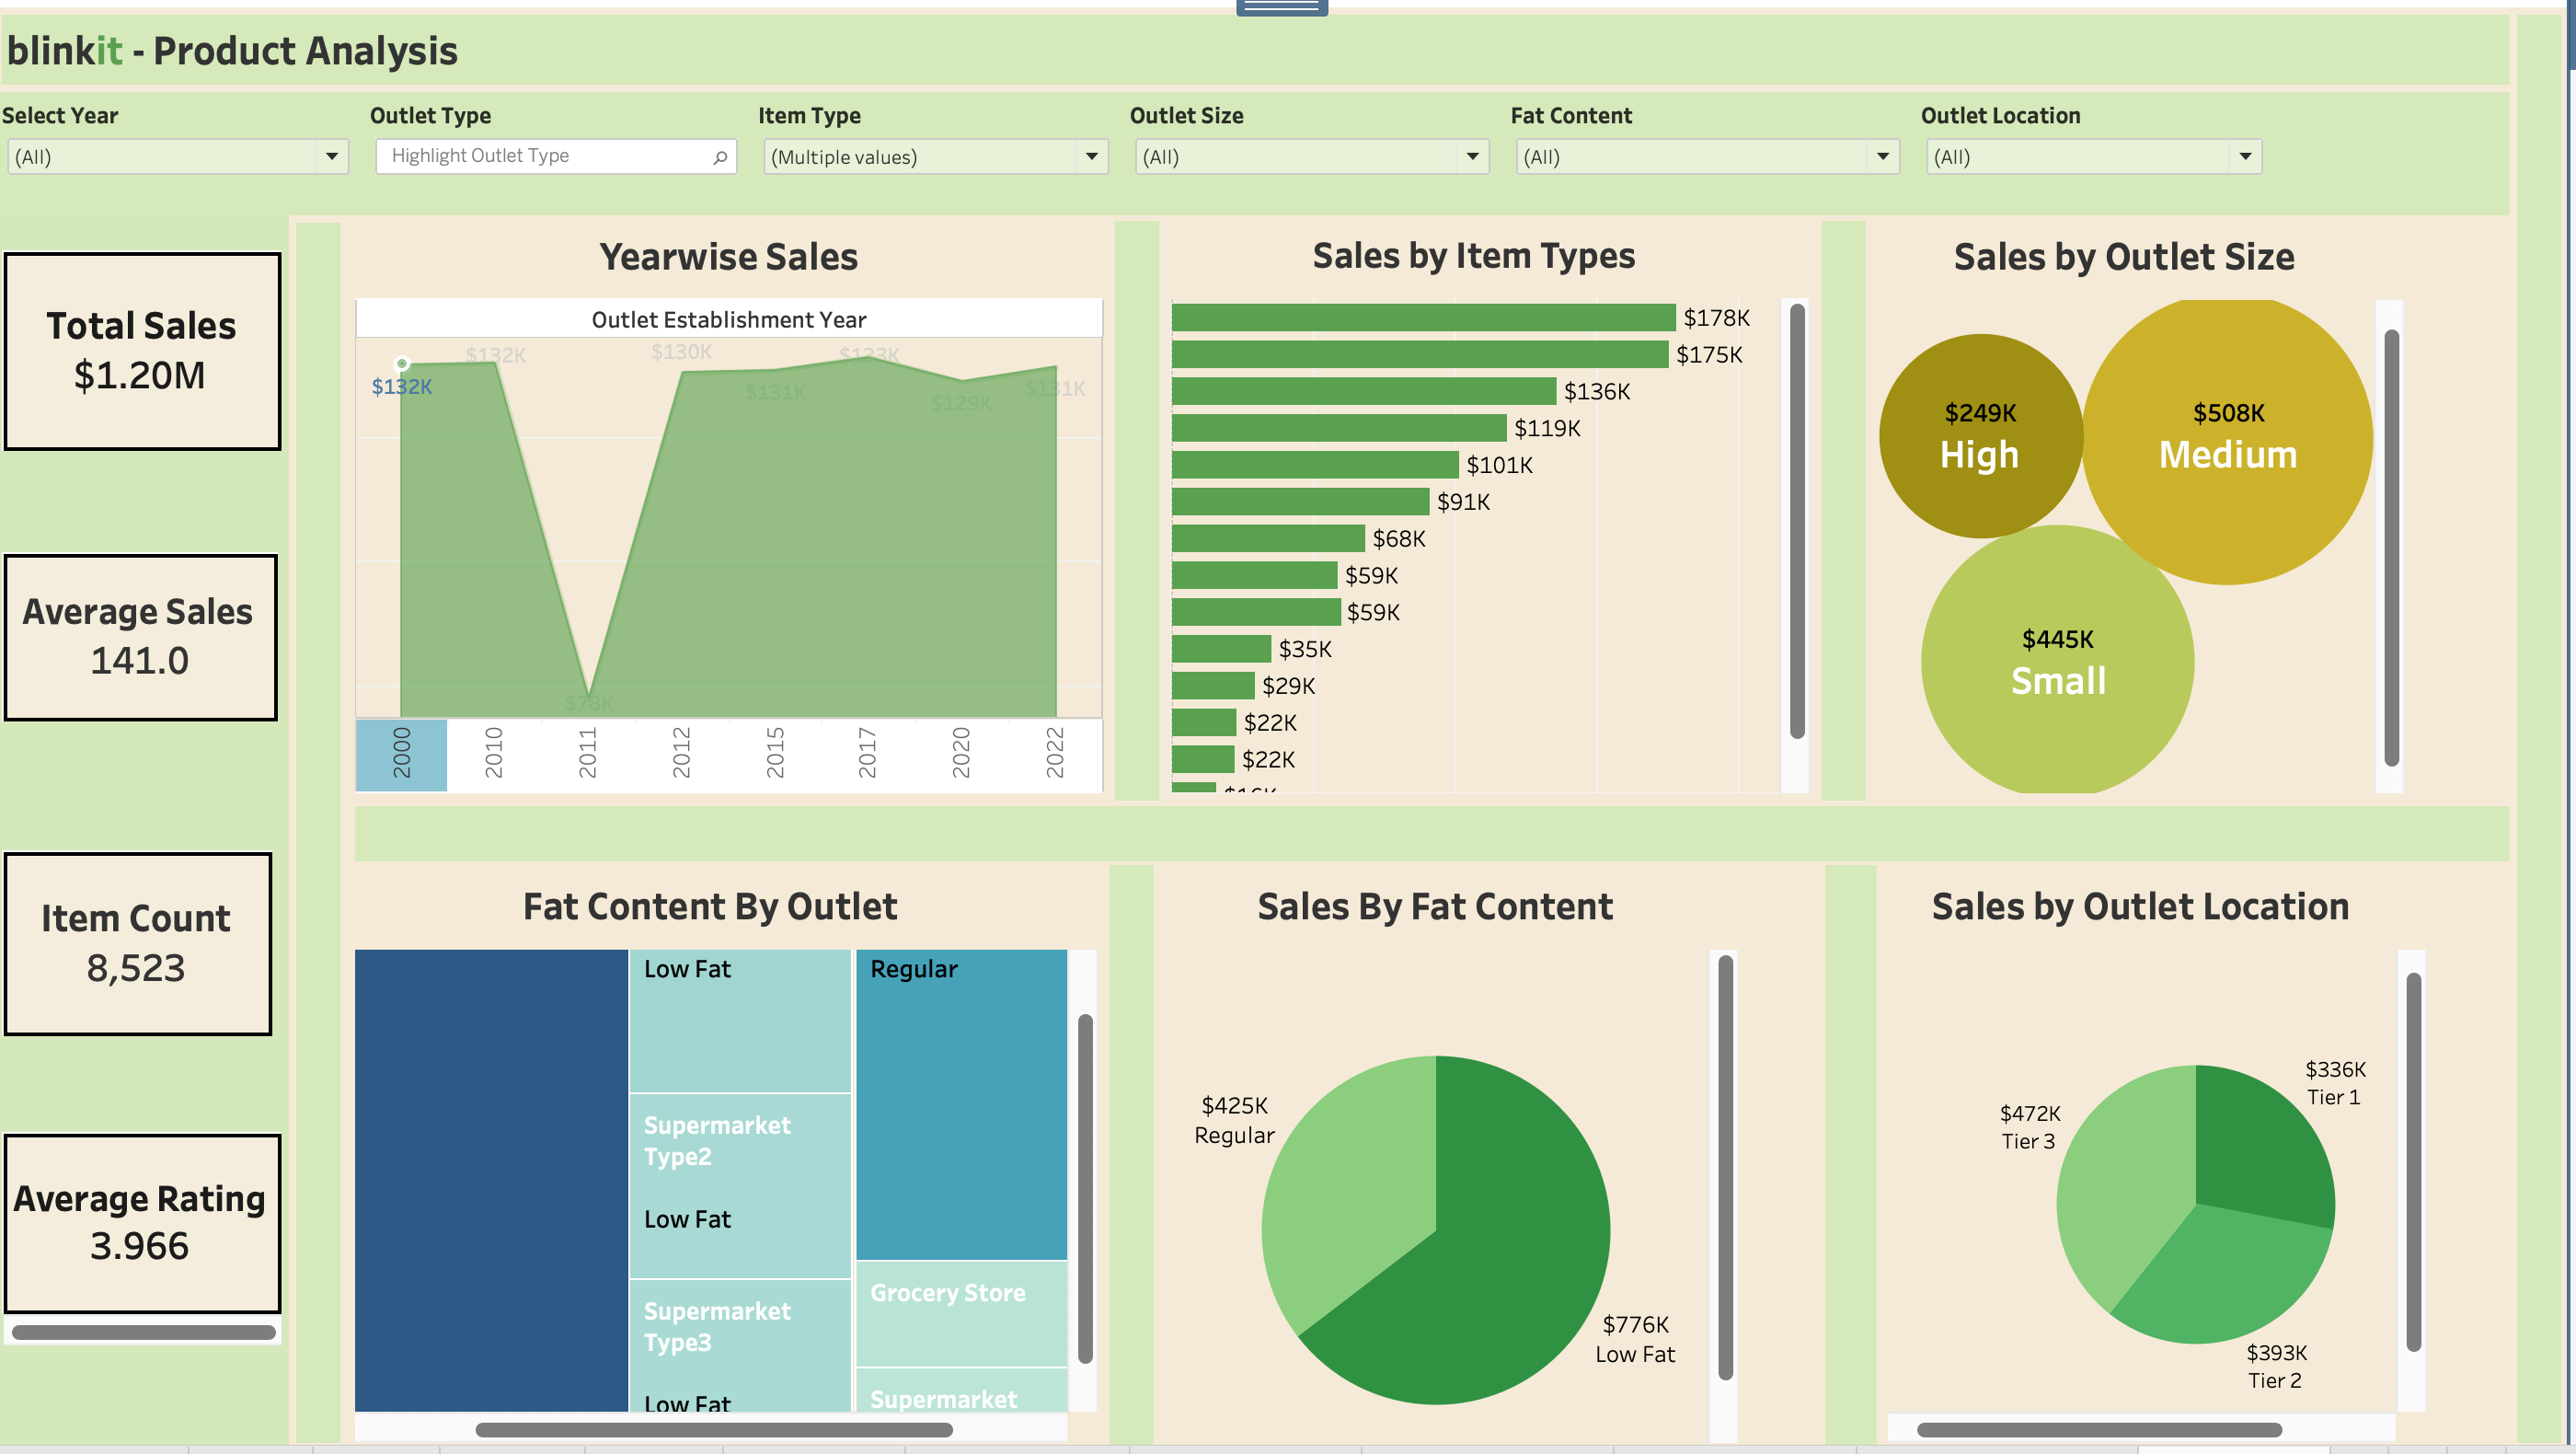 blinkit - Product Analysis
Select Year
Outlet Type
Item Type
Outlet Size
Fat Content
Outlet Location
(All)
Highlight Outlet Type
(Multiple values)
(All)
(All)
(All)
Total Sales
$1.20M
Average Sales
141.0
Item Count
8,523
Average Rating
3.966
Yearwise Sales
Outlet Establishment Year
$132K
$132K
$78K
$130K
$131K
$133K
$129K
$131K
2000
2010
2011
2012
2015
2017
2020
2022
Sales by Item Types
$178K
$175K
$136K
$119K
$101K
$91K
$68K
$59K
$59K
$35K
$29K
$22K
$22K
$16K
Sales by Outlet Size
$249K
High
$508K
Medium
$445K
Small
Fat Content By Outlet
Low Fat
Supermarket
Type2
Low Fat
Supermarket
Type3
Low Fat
Regular
Grocery Store
Supermarket
Sales By Fat Content
$425K
Regular
$776K
Low Fat
Sales by Outlet Location
$336K
Tier 1
$472K
Tier 3
$393K
Tier 2